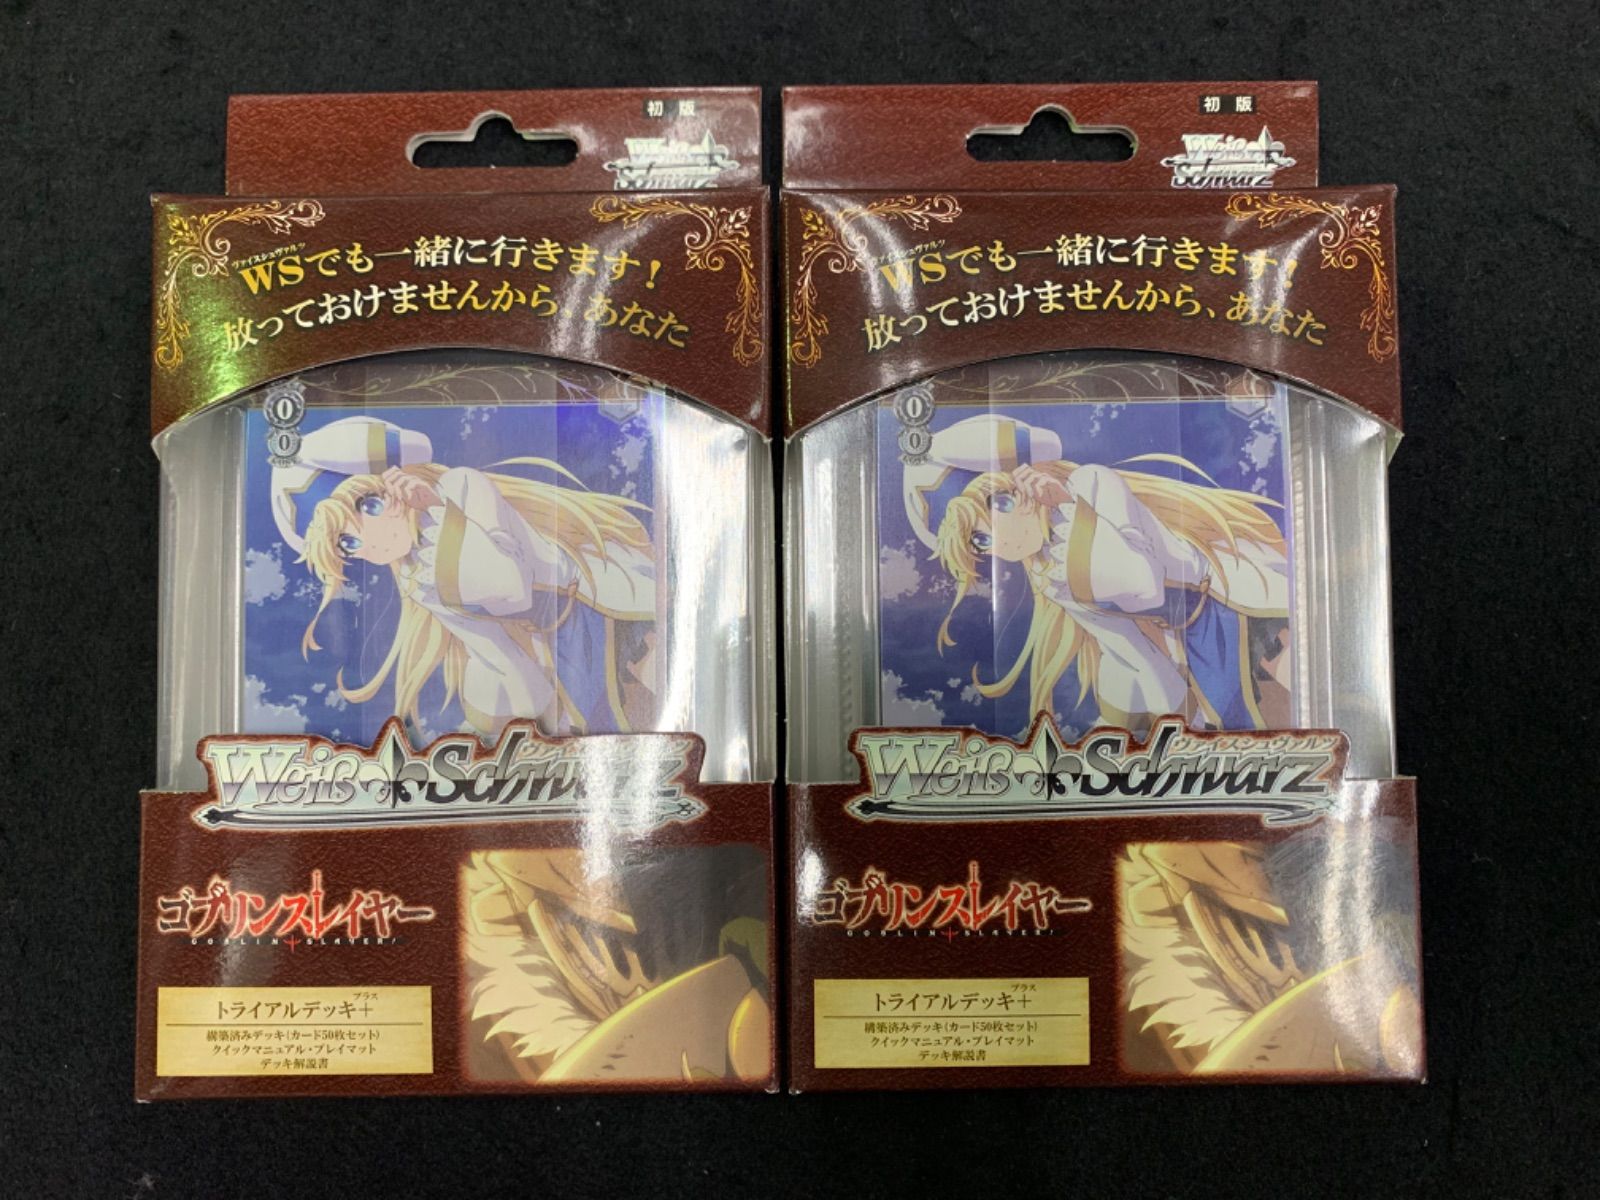 初版
Weiß Schwarz
ヴァイスシュヴァルツ
WSでも一緒に行きます!
放っておけませんから、あなた
0
0
ヴァイスシュヴァルツ
Weiß Schwarz
ゴブリンスレイヤー
GOBLIN SLAYER!
プラス
トライアルデッキ+
構築済みデッキ(カード50枚セット)
クイックマニュアル・プレイマット
デッキ解説書
初版
Weiß Schwarz
ヴァイスシュヴァルツ
WSでも一緒に行きます!
放っておけませんから、あなた
0
0
ヴァイスシュヴァルツ
Weiß Schwarz
ゴブリンスレイヤー
GOBLIN SLAYER!
プラス
トライアルデッキ+
構築済みデッキ(カード50枚セット)
クイックマニュアル・プレイマット
デッキ解説書